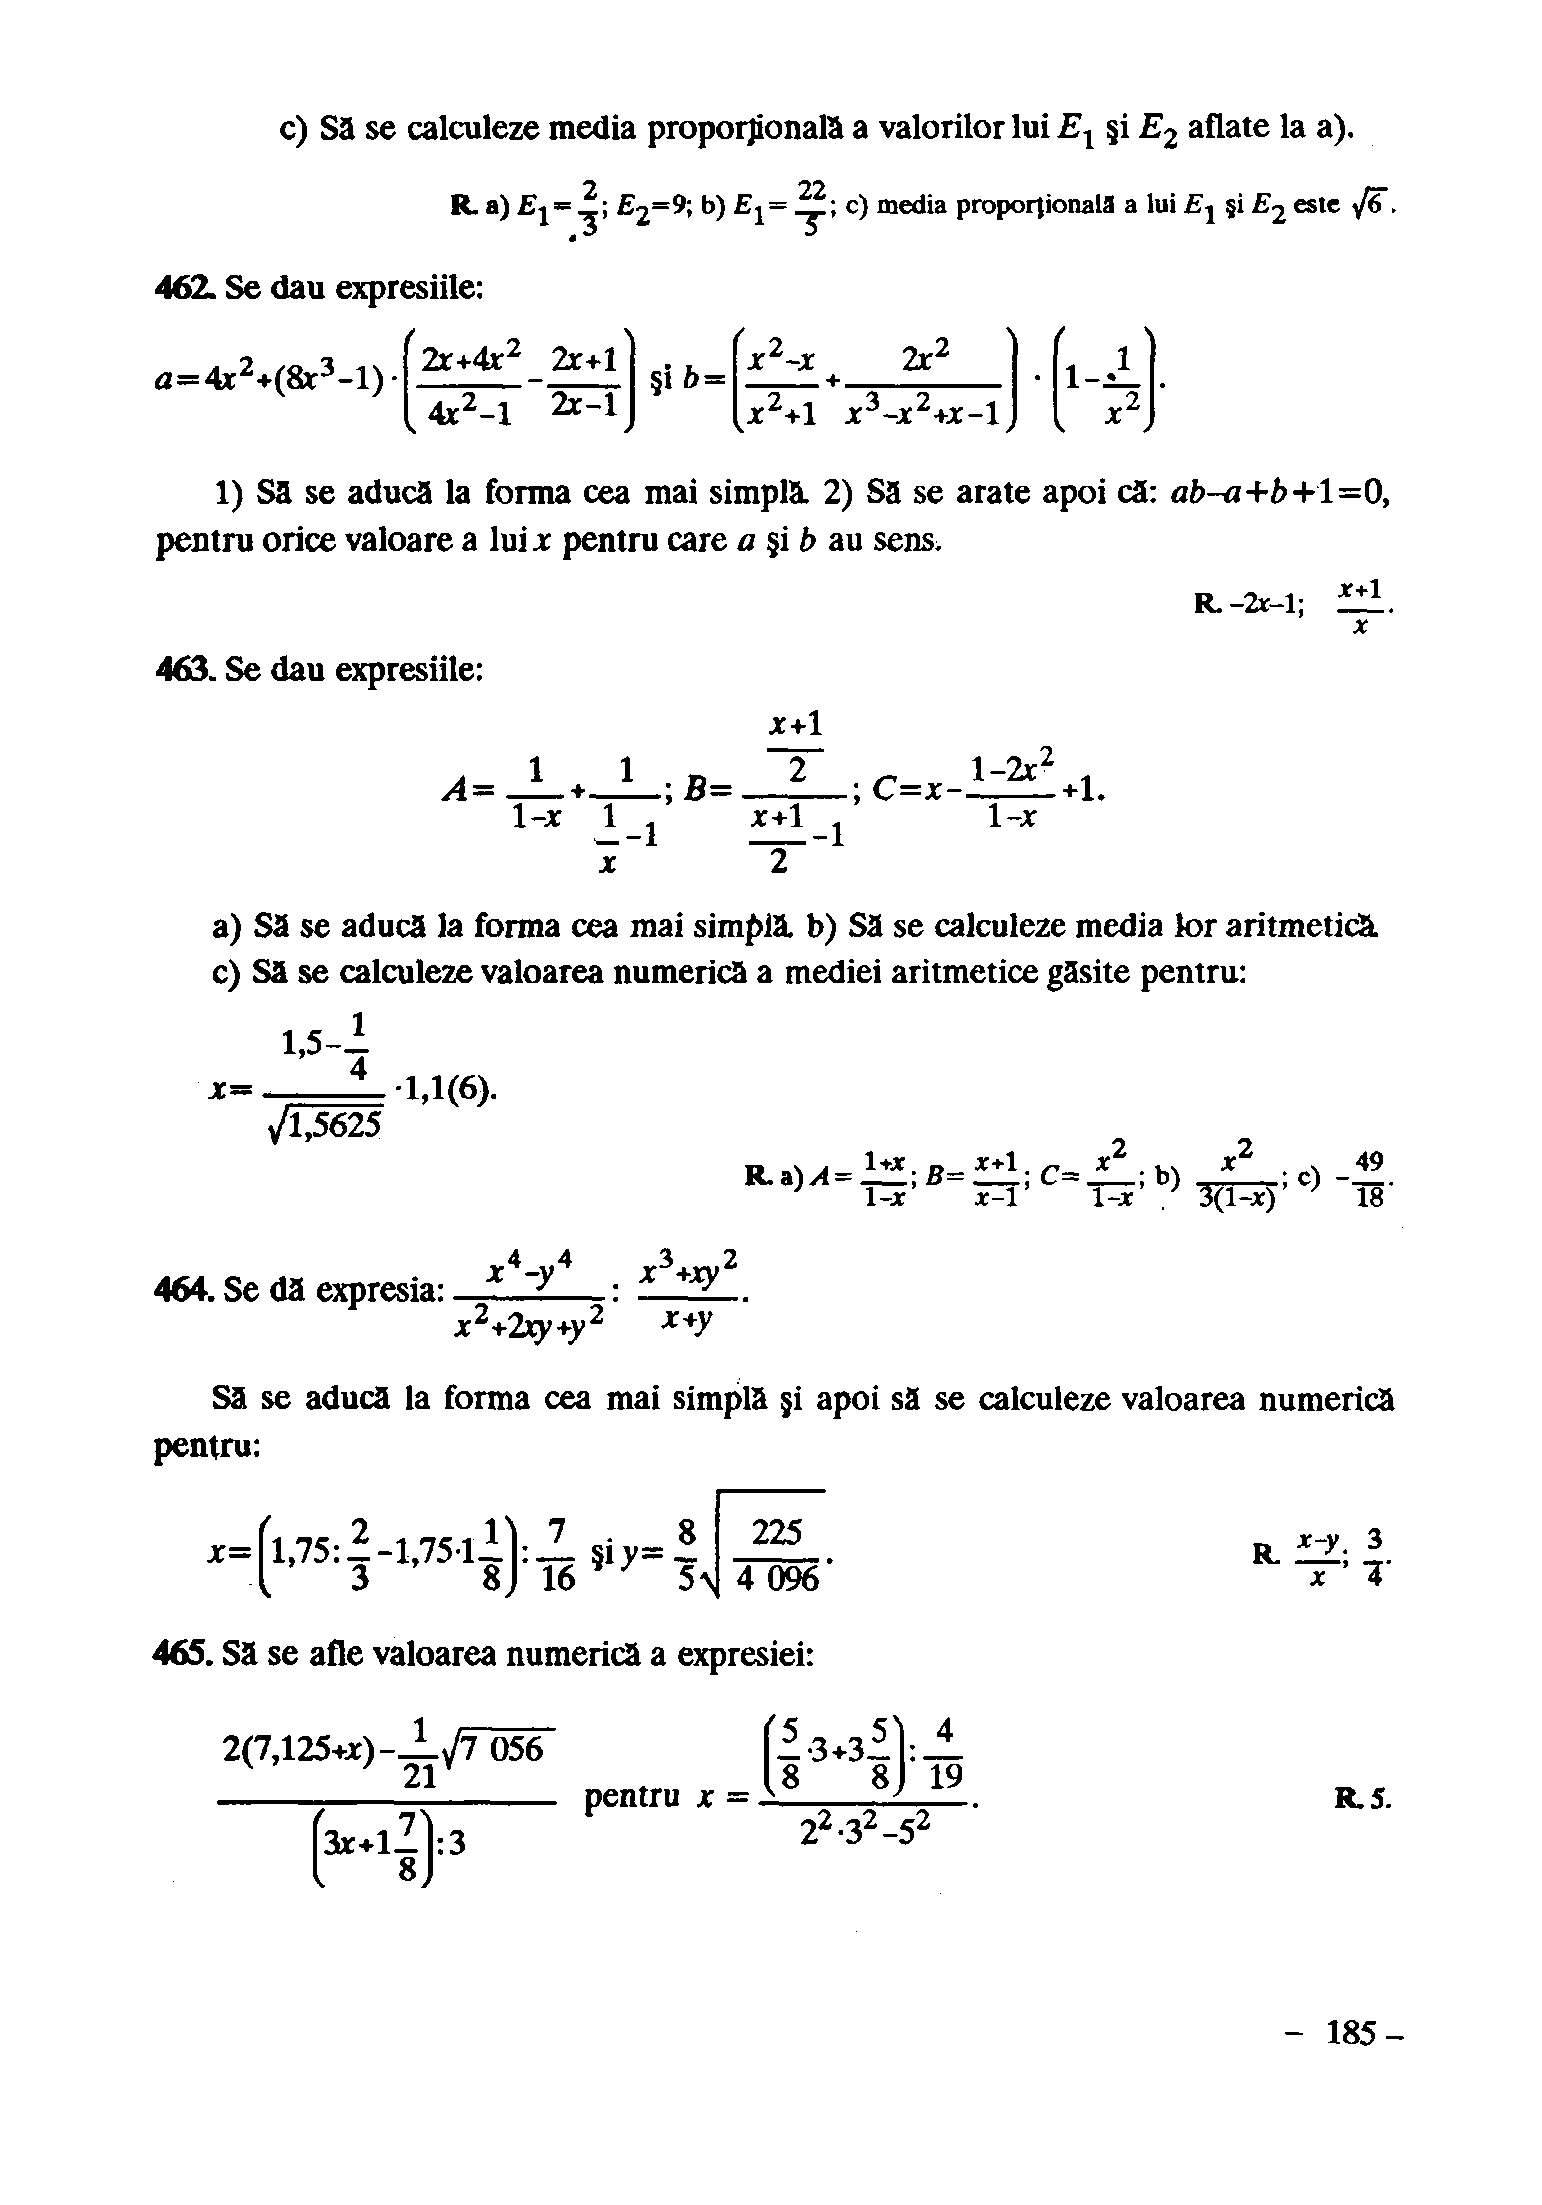 c) Să se calculeze media proporţională a valorilor lui E₁ şi E₂ aflate la a).
R. a) E₁=2/3; E₂=9; b) E₁=22/5; c) media proporţională a lui E₁ şi E₂ este √6.
462. Se dau expresiile:
a=4x²+(8x³-1)·((2x+4x²)/(4x²-1)-(2x+1)/(2x-1)) şi b=((x²-x)/(x²+1)+2x²/(x³-x²+x-1))·(1-1/x²).
1) Să se aducă la forma cea mai simplă. 2) Să se arate apoi că: ab-a+b+1=0,
pentru orice valoare a lui x pentru care a şi b au sens.
R. -2x-1; (x+1)/x.
463. Se dau expresiile:
A=1/(1-x)+1/(1/x-1); B=((x+1)/2)/((x+1)/2-1); C=x-(1-2x²)/(1-x)+1.
a) Să se aducă la forma cea mai simplă. b) Să se calculeze media lor aritmetică.
c) Să se calculeze valoarea numerică a mediei aritmetice găsite pentru:
x=(1,5-1/4)/√1,5625·1,1(6).
R. a) A=(1+x)/(1-x); B=(x+1)/(x-1); C=x²/(1-x); b) x²/(3(1-x)); c) -49/18.
464. Se dă expresia: (x⁴-y⁴)/(x²+2xy+y²) : (x³+xy²)/(x+y).
Să se aducă la forma cea mai simplă şi apoi să se calculeze valoarea numerică
pentru:
x=(1,75:2/3-1,75·1 1/8):7/16 şi y=8/5√(225/4 096).
R. (x-y)/x; 3/4.
465. Să se afle valoarea numerică a expresiei:
(2(7,125+x)-1/21√7 056)/((3x+1 7/8):3) pentru x = ((5/8·3+3 5/8):4/19)/(2²·3²-5²).
R. 5.
- 185 -